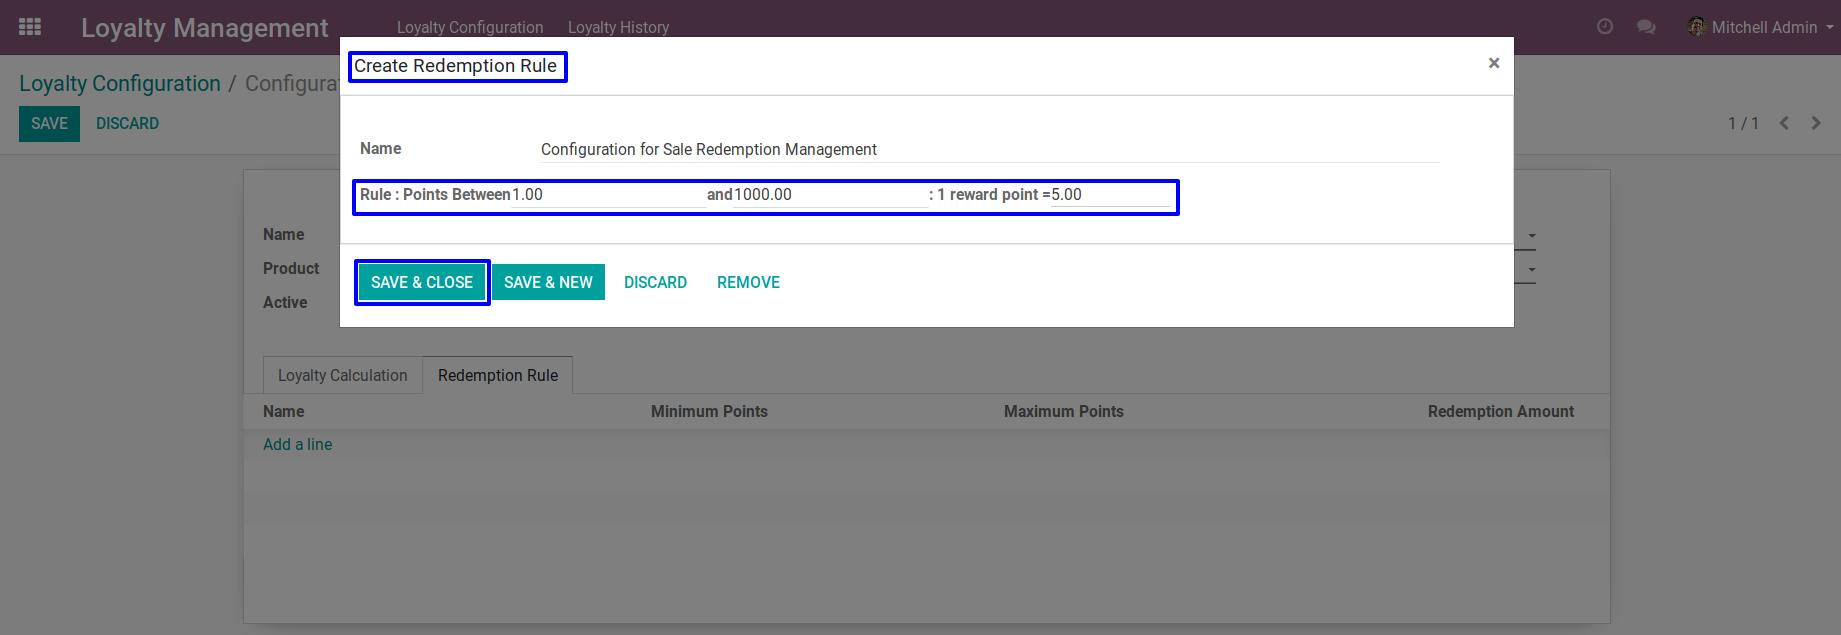 Loyalty Management Loyalty Configuration Loyalty History Mitchell Admin
Create Redemption Rule ×
Loyalty Configuration / Configura
SAVE DISCARD 1 / 1
Name Configuration for Sale Redemption Management
Rule : Points Between 1.00 and 1000.00 : 1 reward point = 5.00
SAVE & CLOSE SAVE & NEW DISCARD REMOVE
Name
Product
Active
Loyalty Calculation Redemption Rule
Name Minimum Points Maximum Points Redemption Amount
Add a line